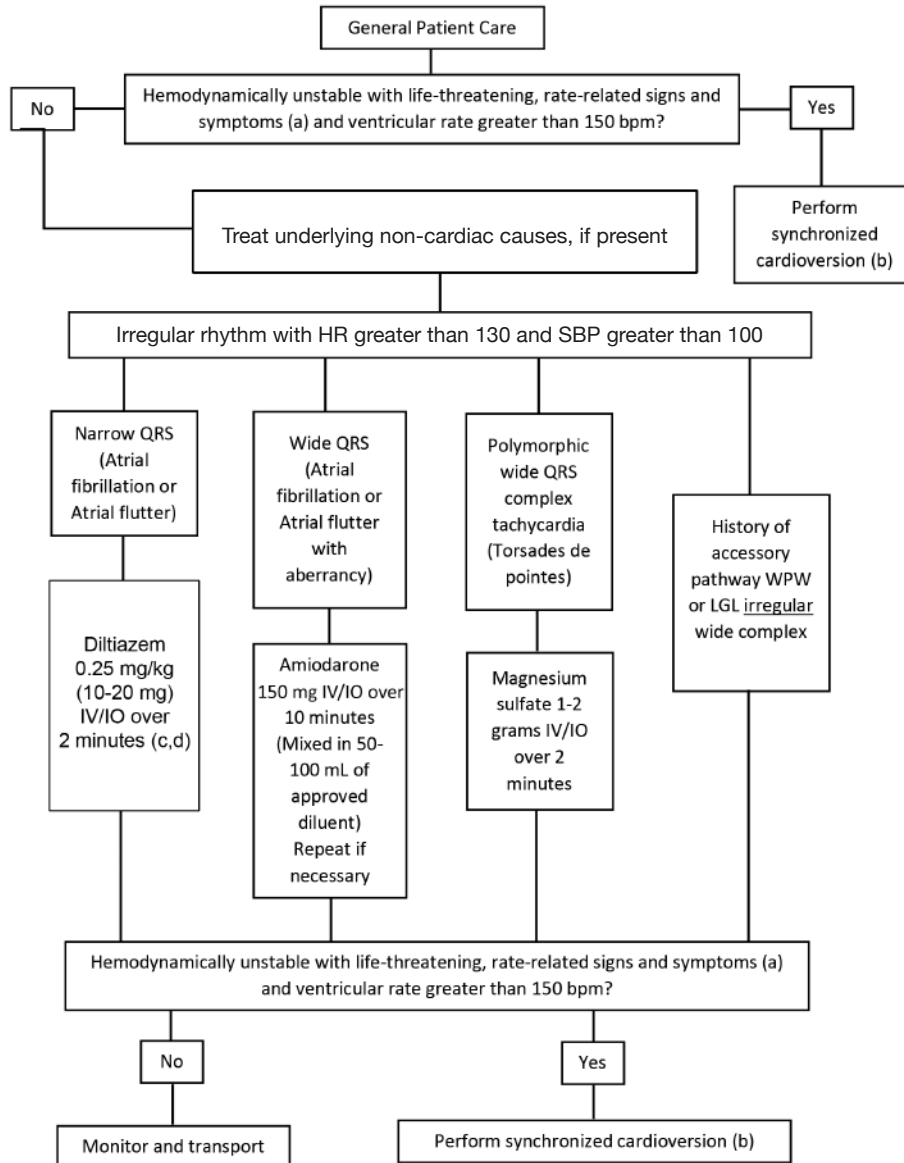 General Patient Care
Hemodynamically unstable with life-threatening, rate-related signs and
symptoms (a) and ventricular rate greater than 150 bpm?
No
Yes
Perform
synchronized
cardioversion (b)
Treat underlying non-cardiac causes, if present
Irregular rhythm with HR greater than 130 and SBP greater than 100
Narrow QRS
(Atrial
fibrillation or
Atrial flutter)
Diltiazem
0.25 mg/kg
(10-20 mg)
IV/IO over
2 minutes (c,d)
Wide QRS
(Atrial
fibrillation or
Atrial flutter
with
aberrancy)
Amiodarone
150 mg IV/IO over
10 minutes
(Mixed in 50-
100 mL of
approved
diluent)
Repeat if
necessary
Polymorphic
wide QRS
complex
tachycardia
(Torsades de
pointes)
Magnesium
sulfate 1-2
grams IV/IO
over 2
minutes
History of
accessory
pathway WPW
or LGL irregular
wide complex
Hemodynamically unstable with life-threatening, rate-related signs and symptoms (a)
and ventricular rate greater than 150 bpm?
No
Monitor and transport
Yes
Perform synchronized cardioversion (b)